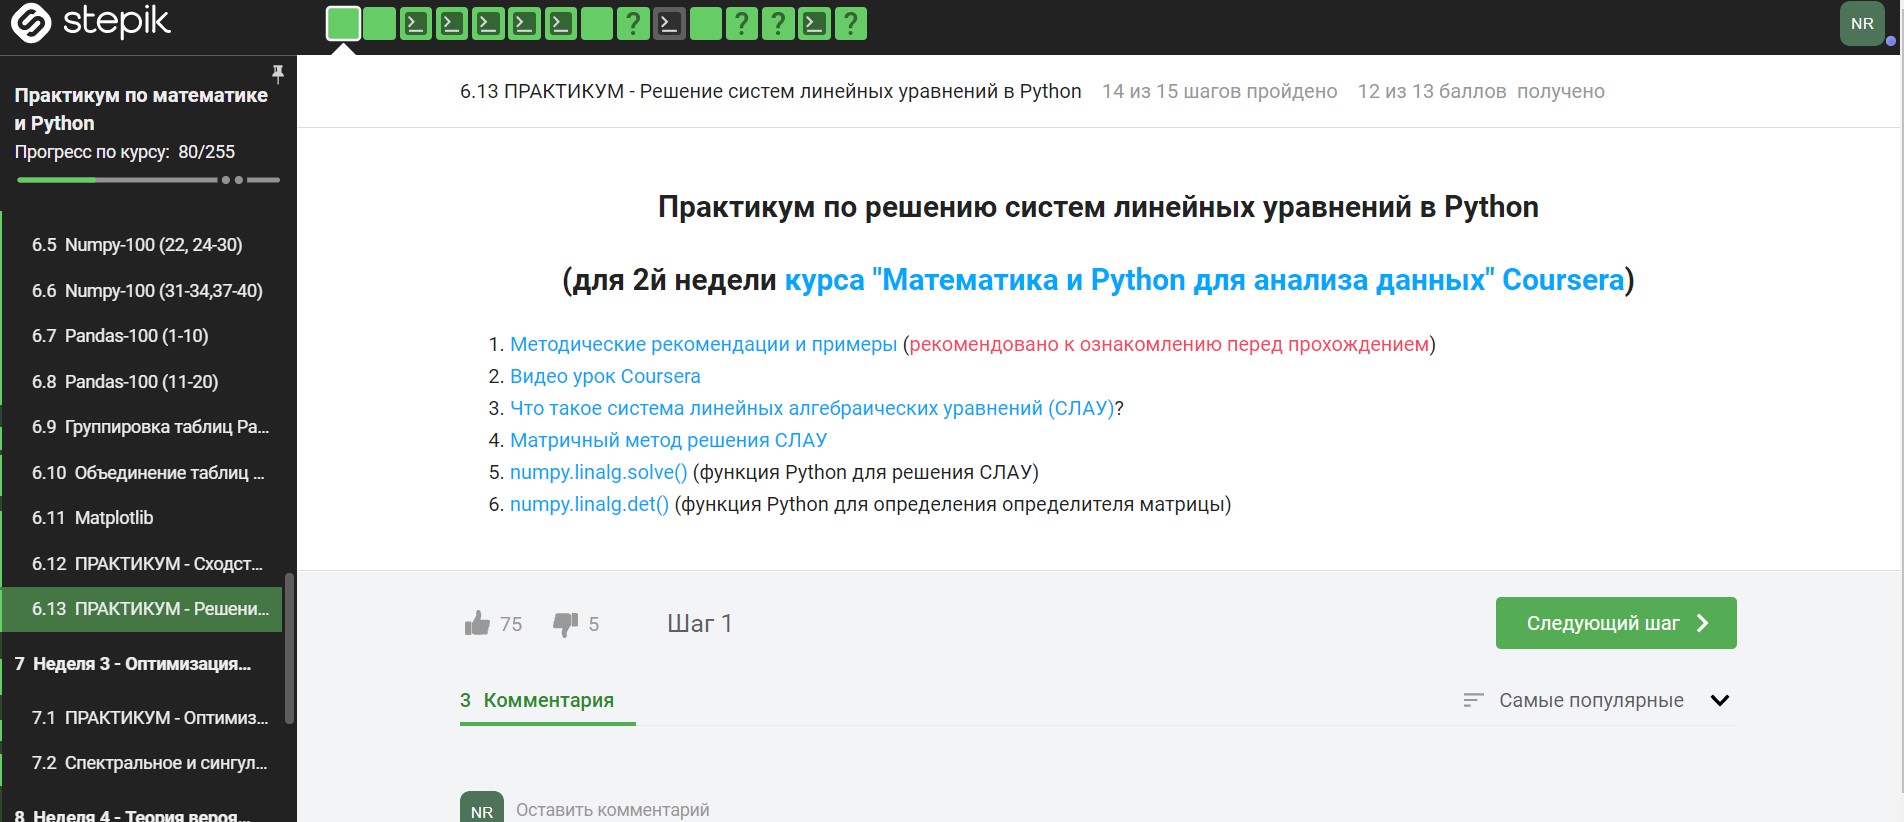 stepik
? ? ? ?
NR
Практикум по математике
и Python
Прогресс по курсу: 80/255
6.5 Numpy-100 (22, 24-30)
6.6 Numpy-100 (31-34,37-40)
6.7 Pandas-100 (1-10)
6.8 Pandas-100 (11-20)
6.9 Группировка таблиц Pa...
6.10 Объединение таблиц ...
6.11 Matplotlib
6.12 ПРАКТИКУМ - Сходст...
6.13 ПРАКТИКУМ - Решени...
7 Неделя 3 - Оптимизация...
7.1 ПРАКТИКУМ - Оптимиз...
7.2 Спектральное и сингул...
8 Неделя 4 - Теория вероя...
6.13 ПРАКТИКУМ - Решение систем линейных уравнений в Python 14 из 15 шагов пройдено 12 из 13 баллов получено
Практикум по решению систем линейных уравнений в Python
(для 2й недели курса "Математика и Python для анализа данных" Coursera)
1. Методические рекомендации и примеры (рекомендовано к ознакомлению перед прохождением)
2. Видео урок Coursera
3. Что такое система линейных алгебраических уравнений (СЛАУ)?
4. Матричный метод решения СЛАУ
5. numpy.linalg.solve() (функция Python для решения СЛАУ)
6. numpy.linalg.det() (функция Python для определения определителя матрицы)
75 5 Шаг 1 Следующий шаг
3 Комментария Самые популярные
NR Оставить комментарий